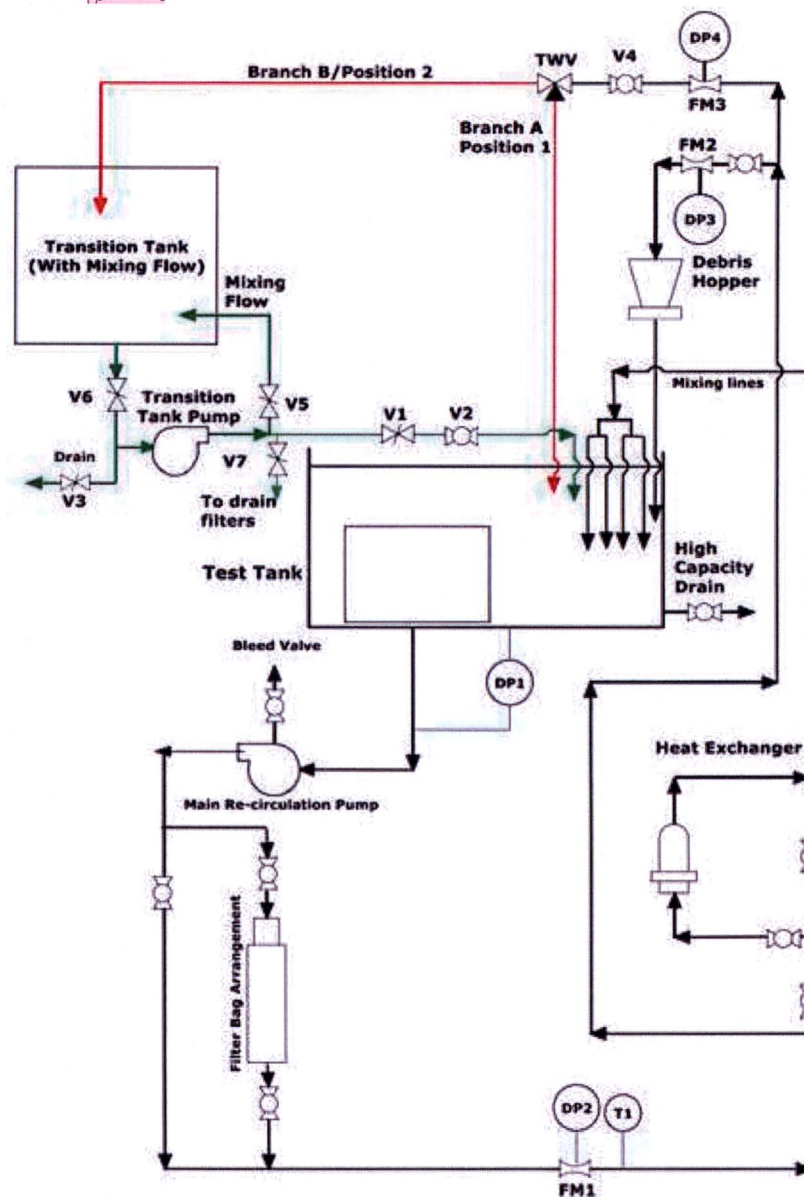 DP4
TWV
V4
Branch B/Position 2
FM3
Branch A
Position 1
FM2
DP3
Transition Tank
(With Mixing Flow)
Debris
Hopper
Mixing
Flow
Mixing lines
V6
Transition
Tank Pump
V5
V1
V2
Drain
V7
V3
To drain
filters
High
Capacity
Drain
Test Tank
Bleed Valve
DP1
Heat Exchanger
Main Re-circulation Pump
Filter Bag Arrangement
DP2
T1
FM1